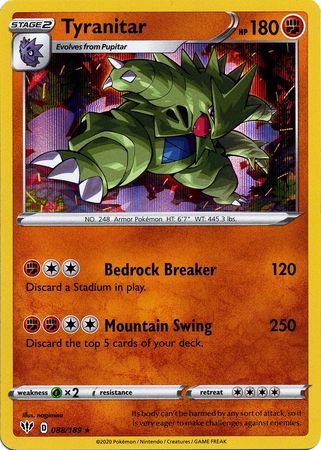 STAGE 2
Tyranitar
HP 180
Evolves from Pupitar
NO. 248 Armor Pokémon HT: 6'7" WT: 445.3 lbs.
Bedrock Breaker 120
Discard a Stadium in play.
Mountain Swing 250
Discard the top 5 cards of your deck.
weakness ×2 resistance retreat
Illus. nagimiso
D 088/189 ★
Its body can't be harmed by any sort of attack, so it
is very eager to make challenges against enemies.
©2020 Pokémon / Nintendo / Creatures / GAME FREAK